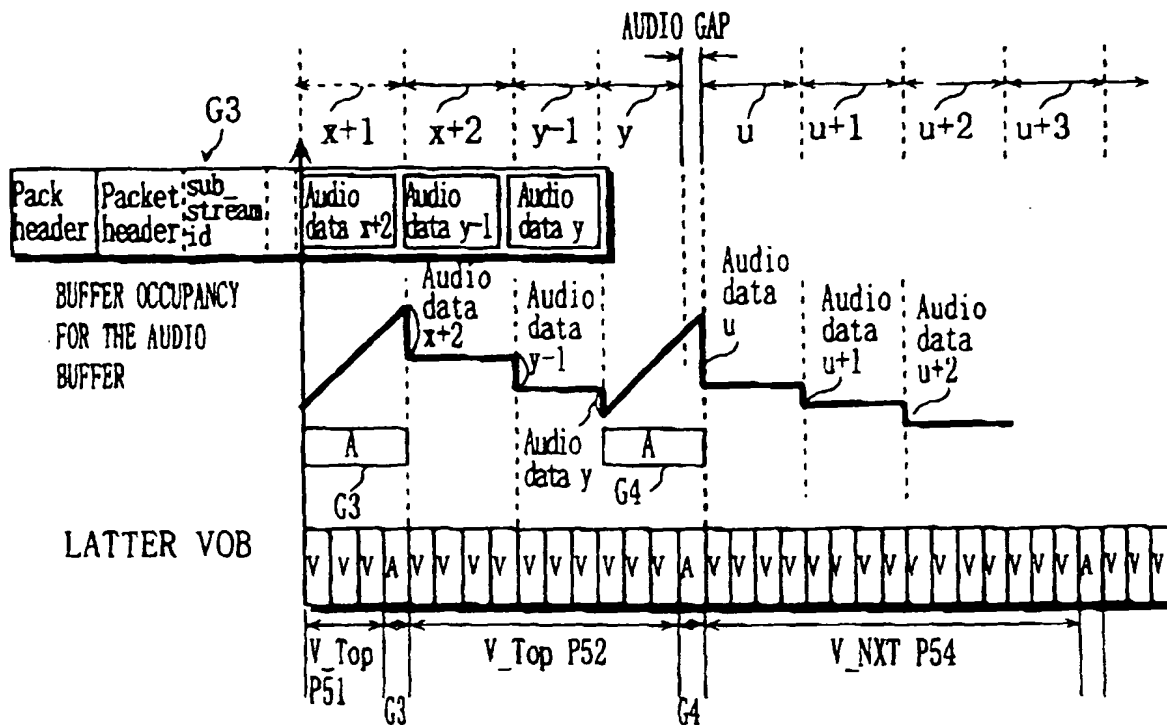 AUDIO GAP
G3
x+1 x+2 y-1 y u u+1 u+2 u+3
Pack header
Packet header
sub_stream id
Audio data x+2
Audio data y-1
Audio data y
BUFFER OCCUPANCY
FOR THE AUDIO
BUFFER
Audio data x+2
Audio data y-1
Audio data y
Audio data u
Audio data u+1
Audio data u+2
A
G3
A
G4
LATTER VOB
V V V A V V V V V V V V V V A V V V V V V V V V V V V V V A V V V
V_Top P51
G3
V_Top P52
G4
V_NXT P54